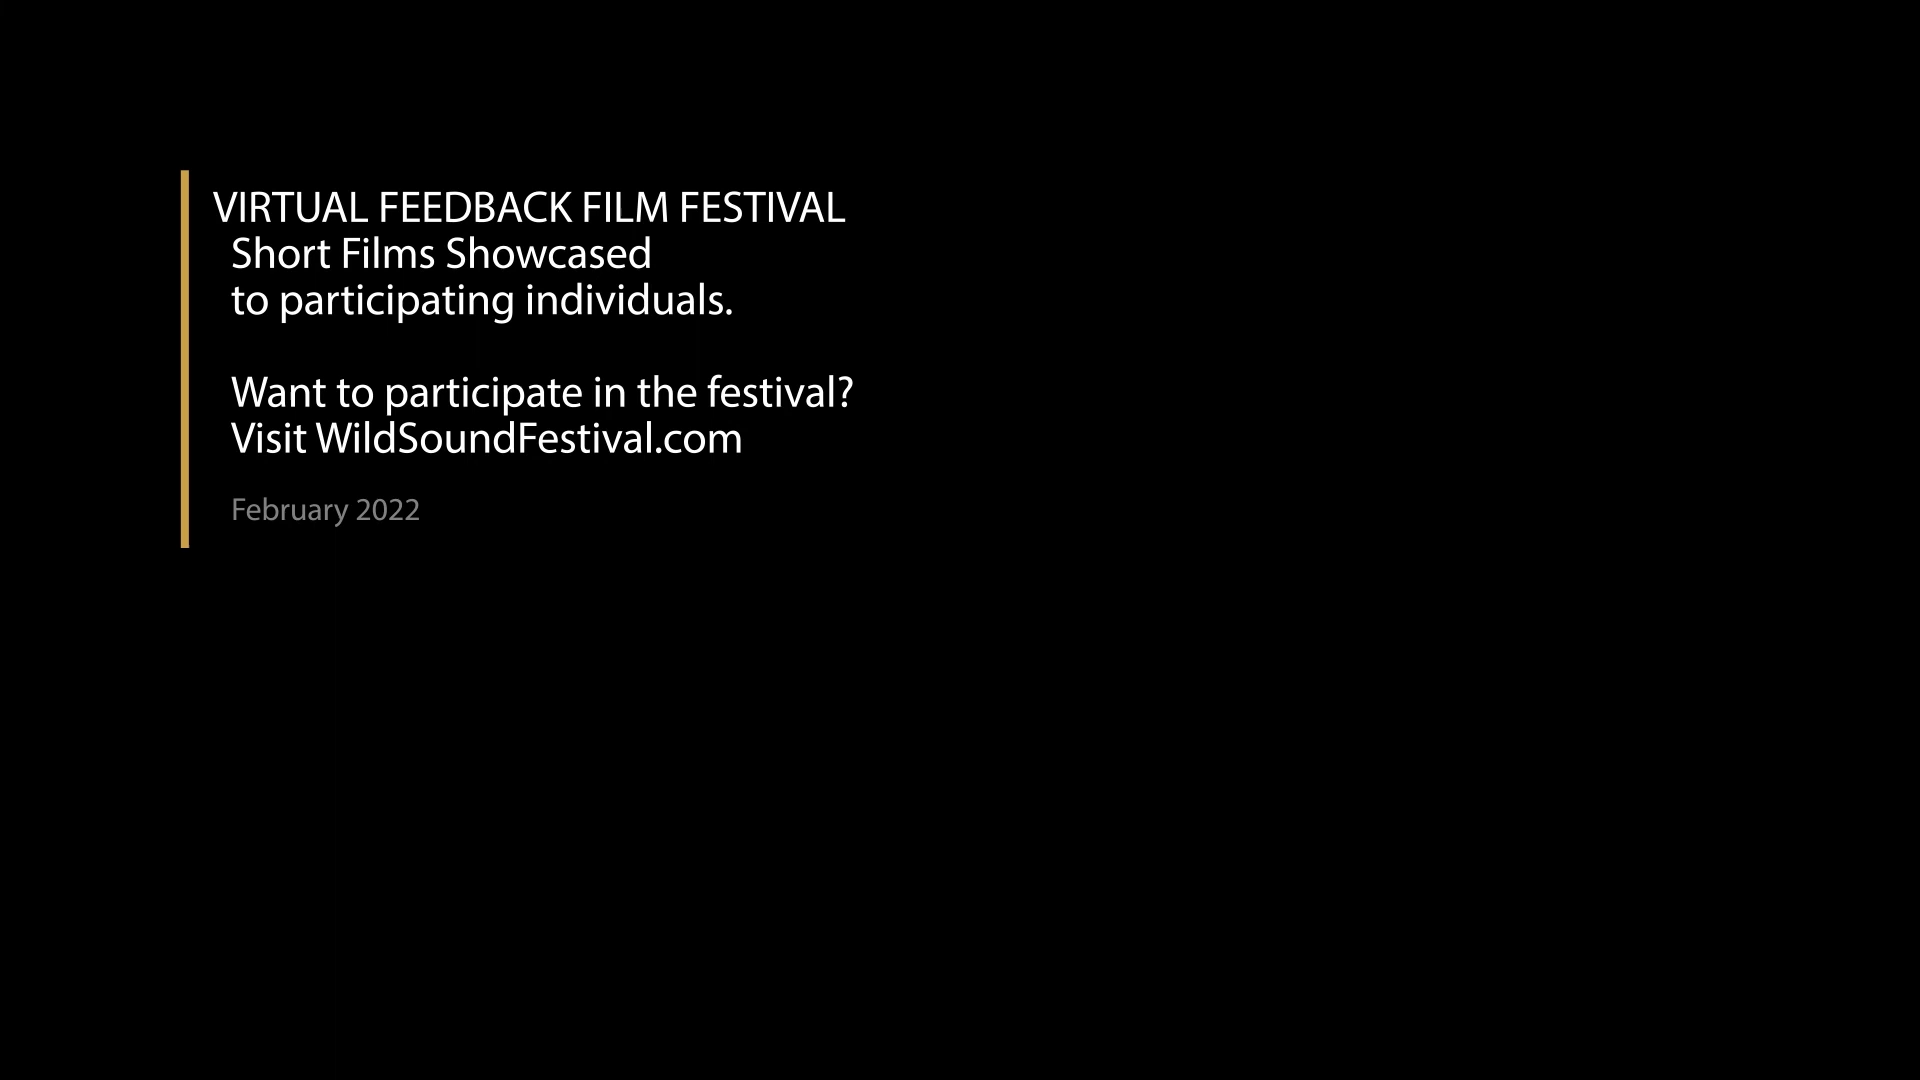 VIRTUAL FEEDBACK FILM FESTIVAL
Short Films Showcased
to participating individuals.
Want to participate in the festival?
Visit WildSoundFestival.com
February 2022